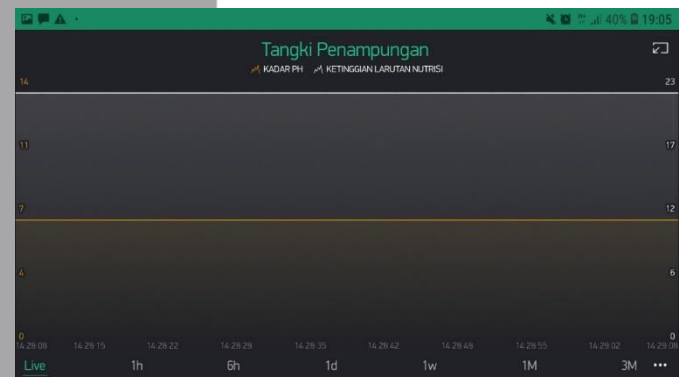 40% 19:05
Tangki Penampungan
KADAR PH KETINGGIAN LARUTAN NUTRISI
14 23
11 17
7 12
4 6
0 0
14:28:08 14:28:15 14:28:22 14:28:29 14:28:35 14:28:42 14:28:48 14:28:55 14:29:02 14:29:08
Live 1h 6h 1d 1w 1M 3M